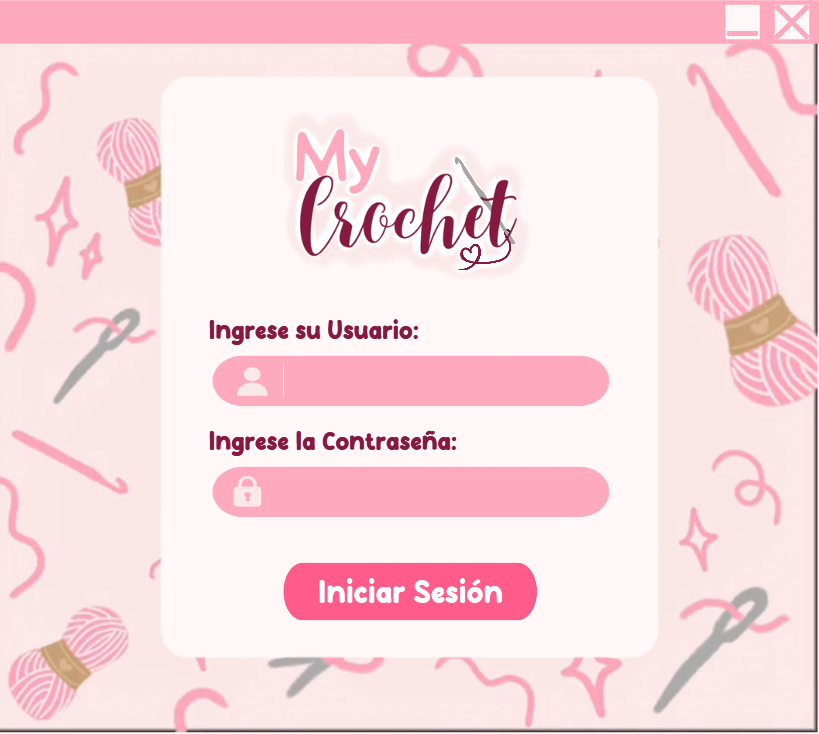 My
Crochet
Ingrese su Usuario:
Ingrese la Contraseña:
Iniciar Sesión